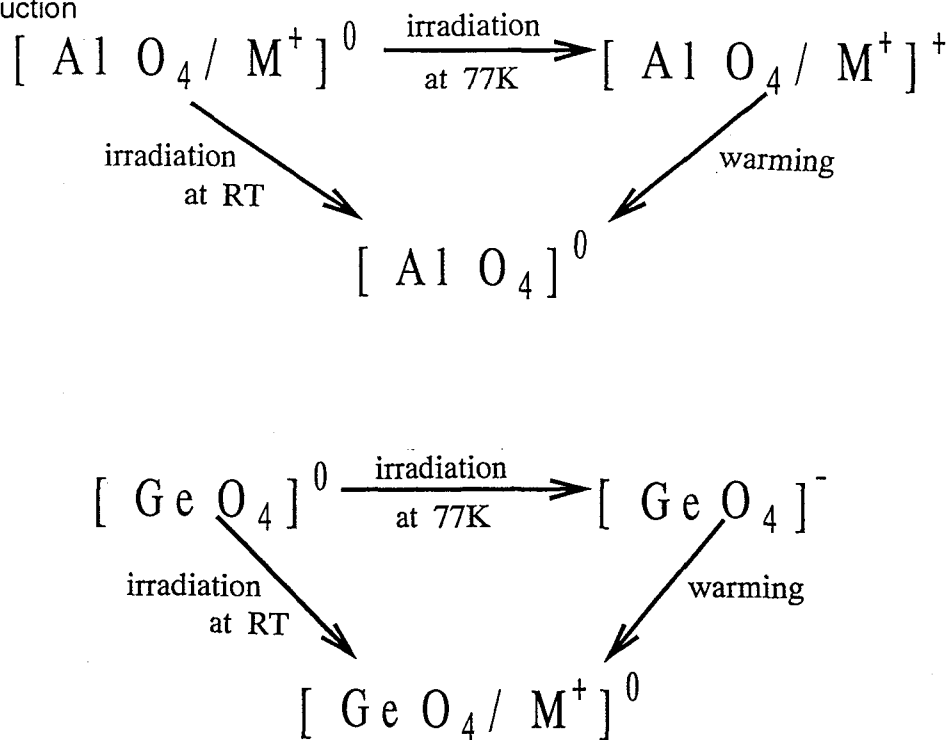 uction
[ Al O₄/ M⁺]⁰ irradiation at 77K [ Al O₄/ M⁺]⁺
irradiation at RT
warming
[ Al O₄]⁰
[ Ge O₄]⁰ irradiation at 77K [ Ge O₄]⁻
irradiation at RT
warming
[ Ge O₄/ M⁺]⁰